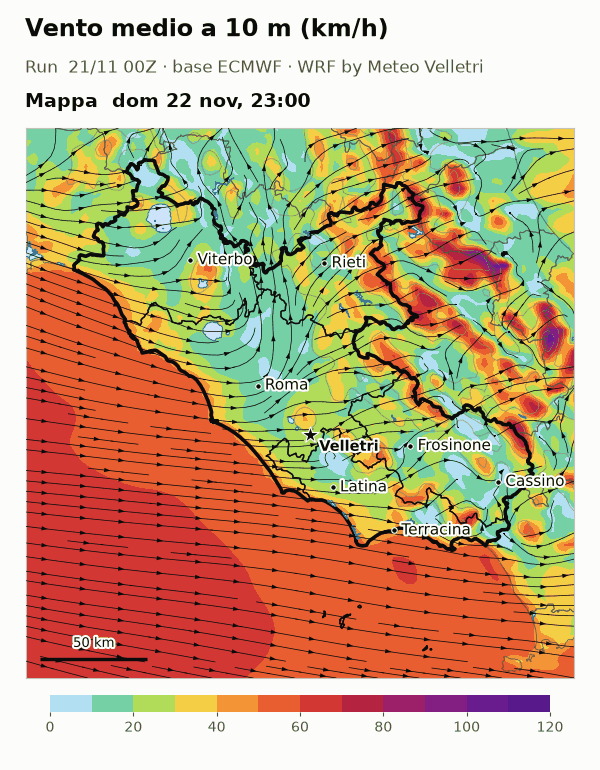 Vento medio a 10 m (km/h)
Run 21/11 00Z · base ECMWF · WRF by Meteo Velletri
Mappa dom 22 nov, 23:00
Viterbo
Rieti
Roma
Velletri
Frosinone
Latina
Cassino
Terracina
50 km
0 20 40 60 80 100 120